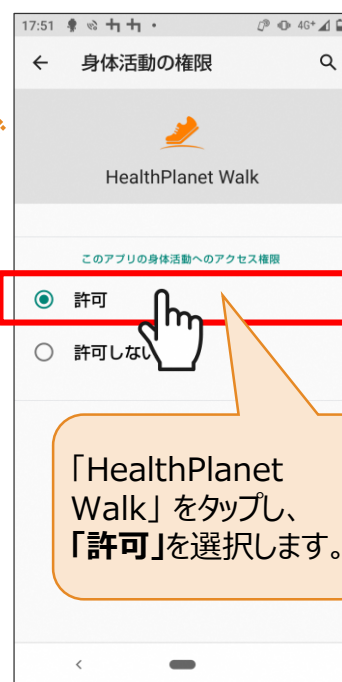 17:51 4G+
身体活動の権限
HealthPlanet Walk
このアプリの身体活動へのアクセス権限
許可
許可しない
「HealthPlanet
Walk」をタップし、
「許可」を選択します。